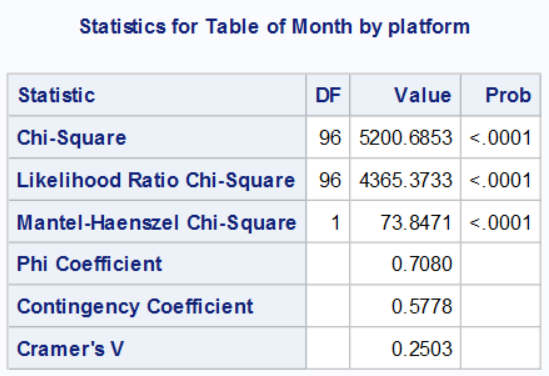 Statistics for Table of Month by platform
Statistic DF Value Prob
Chi-Square 96 5200.6853 <.0001
Likelihood Ratio Chi-Square 96 4365.3733 <.0001
Mantel-Haenszel Chi-Square 1 73.8471 <.0001
Phi Coefficient 0.7080
Contingency Coefficient 0.5778
Cramer's V 0.2503